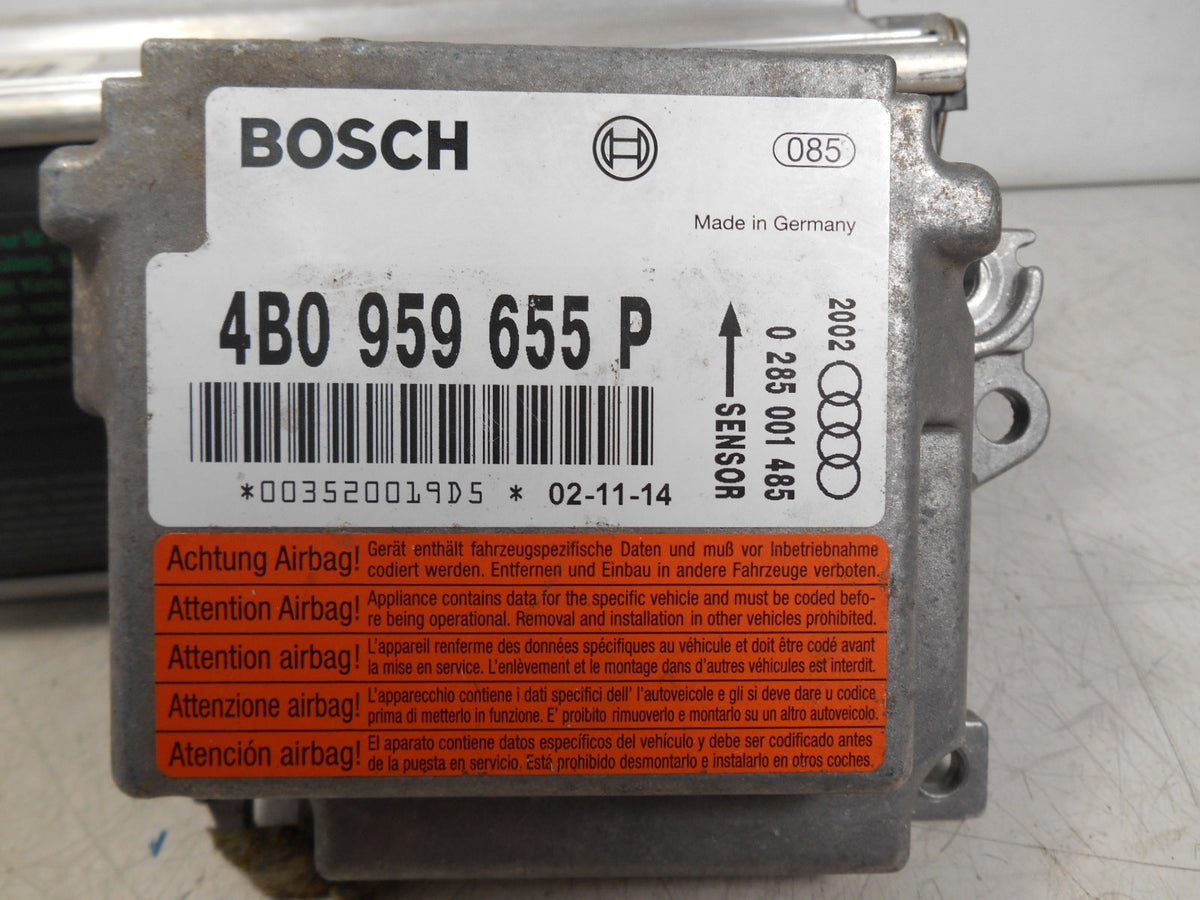 BOSCH
085
Made in Germany
4B0 959 655 P
*003520019D5 * 02-11-14
SENSOR
0 285 001 485
2002
Achtung Airbag!
Gerät enthält fahrzeugspezifische Daten und muß vor Inbetriebnahme
codiert werden. Entfernen und Einbau in andere Fahrzeuge verboten
Attention Airbag!
Appliance contains data for the specific vehicle and must be coded befo-
re being operational. Removal and installation in other vehicles prohibited.
Attention airbag!
L'appareil renferme des données spécifiques au véhicule et doit être codé avant
la mise en service. L'enlèvement et le montage dans d'autres véhicules est interdit.
Attenzione airbag!
L'apparecchio contiene i dati specifici dell' l'autoveicole e gli si deve dare u codice
prima di metterlo in funzione. E' proibito rimuoverlo e montarlo su un altro autoveicolo.
Atención airbag!
El aparato contiene datos específicos del vehículo y debe ser codificado antes
de la puesta en servicio. Está prohibido desmontarlo e instalarlo en otros coches.